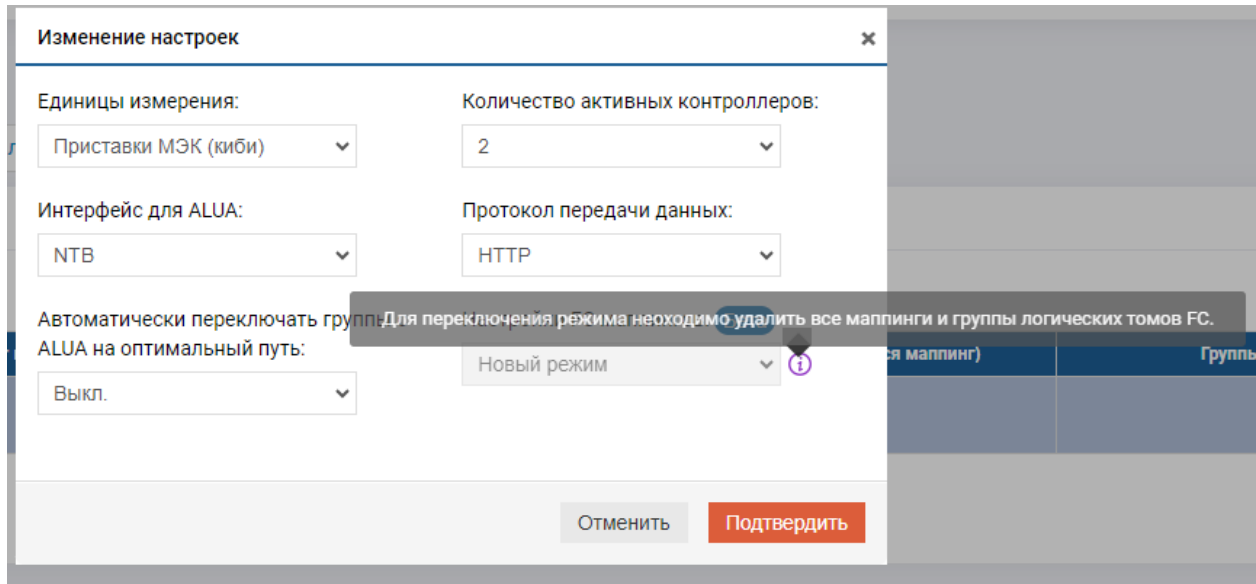 Изменение настроек ×
Единицы измерения:
Количество активных контроллеров:
Приставки МЭК (киби)
2
Интерфейс для ALUA:
Протокол передачи данных:
NTB
HTTP
Автоматически переключать группы
ALUA на оптимальный путь:
Для переключения режима неоходимо удалить все маппинги и группы логических томов FC.
Новый режим
Выкл.
ся маппинг)
Группы
Отменить
Подтвердить